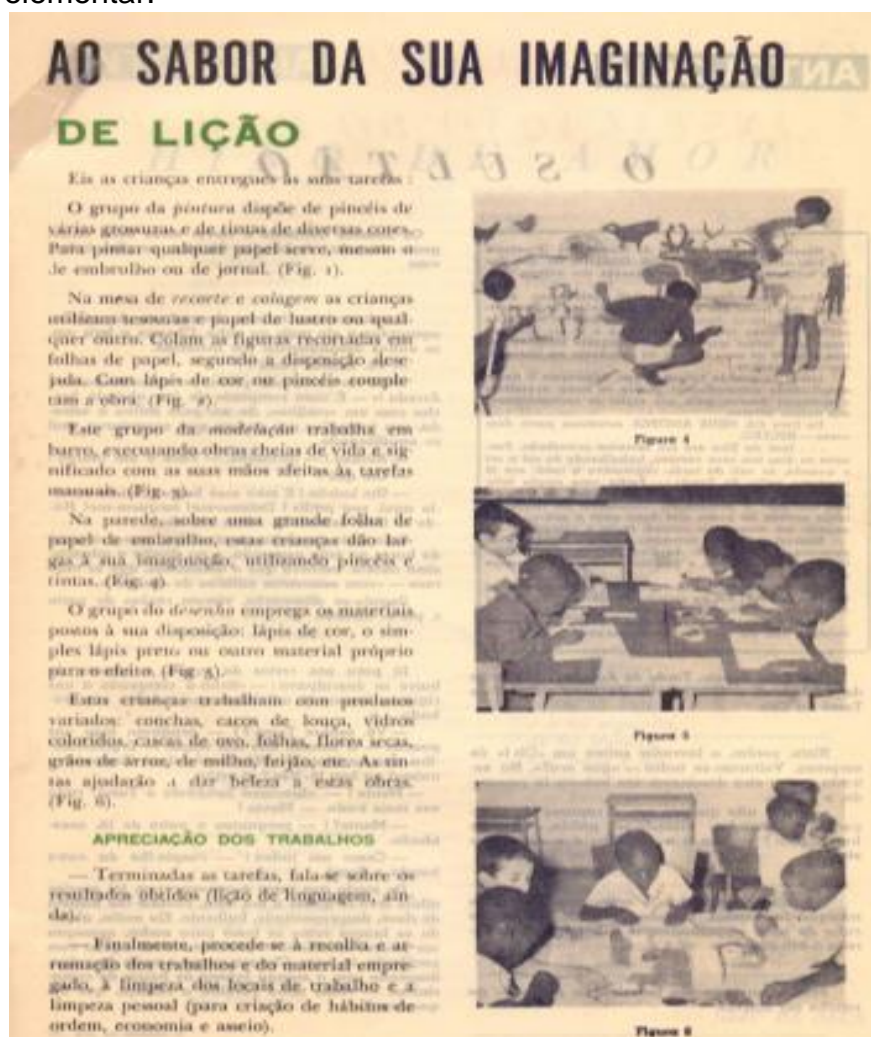 elementar.
AO SABOR DA SUA IMAGINAÇÃO
DE LIÇÃO
Eis as crianças entregues às suas tarefas :
O grupo da pintura dispõe de pincéis de
várias grossuras e de tintas de diversas cores.
Para pintar qualquer papel serve, mesmo o
de embrulho ou de jornal. (Fig. 1).
Na mesa de recorte e colagem as crianças
utilizam tesouras e papel de lustro ou qual-
quer outro. Colam as figuras recortadas em
folhas de papel, segundo a disposição dese-
jada. Com lápis de cor ou pincéis comple-
tam a obra. (Fig. 2).
Este grupo da modelação trabalha em
barro, executando obras cheias de vida e sig-
nificado com as suas mãos afeitas às tarefas
manuais. (Fig. 3).
Na parede, sobre uma grande folha de
papel de embrulho, estas crianças dão lar-
gas à sua imaginação, utilizando pincéis e
tintas. (Fig. 4).
O grupo do desenho emprega os materiais
postos à sua disposição: lápis de cor, o sim-
ples lápis preto ou outro material próprio
para o efeito. (Fig. 5).
Estas crianças trabalham com produtos
variados: conchas, cacos de louça, vidros
coloridos, cascas de ovo, folhas, flores secas,
grãos de arroz, de milho, feijão, etc. As tin-
tas ajudarão a dar beleza a estas obras.
(Fig. 6).
APRECIAÇÃO DOS TRABALHOS
— Terminadas as tarefas, fala-se sobre os
resultados obtidos (lição de linguagem, ain-
da).
— Finalmente, procede-se à recolha e ar-
rumação dos trabalhos e do material empre-
gado, à limpeza dos locais de trabalho e a
limpeza pessoal (para criação de hábitos de
ordem, economia e asseio).
Figura 4
Figura 5
Figura 6